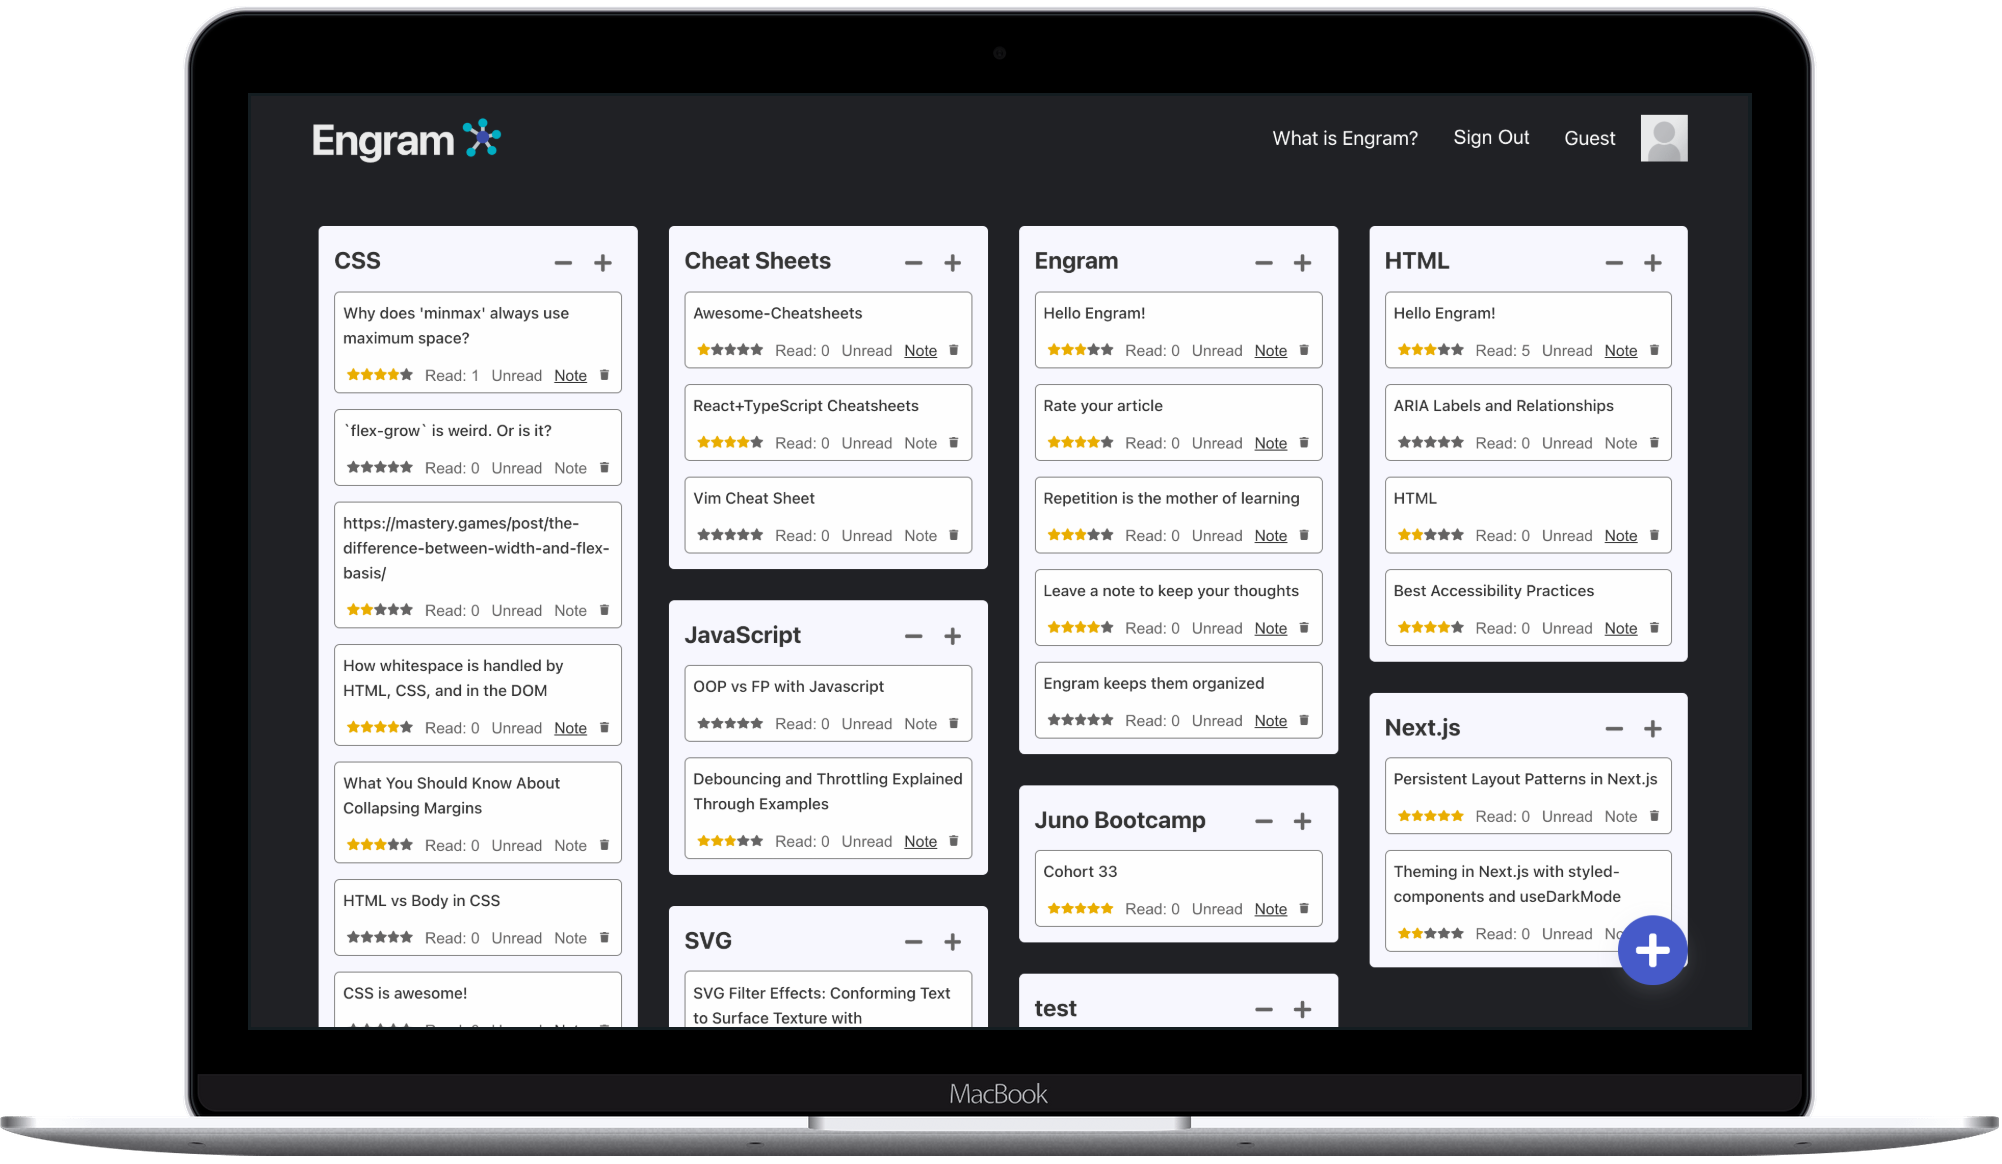 Engram
What is Engram?
Sign Out
Guest
CSS
Why does 'minmax' always use
maximum space?
Read: 1 Unread Note
`flex-grow` is weird. Or is it?
Read: 0 Unread Note
https://mastery.games/post/the-
difference-between-width-and-flex-
basis/
Read: 0 Unread Note
How whitespace is handled by
HTML, CSS, and in the DOM
Read: 0 Unread Note
What You Should Know About
Collapsing Margins
Read: 0 Unread Note
HTML vs Body in CSS
Read: 0 Unread Note
CSS is awesome!
Cheat Sheets
Awesome-Cheatsheets
Read: 0 Unread Note
React+TypeScript Cheatsheets
Read: 0 Unread Note
Vim Cheat Sheet
Read: 0 Unread Note
JavaScript
OOP vs FP with Javascript
Read: 0 Unread Note
Debouncing and Throttling Explained
Through Examples
Read: 0 Unread Note
SVG
SVG Filter Effects: Conforming Text
to Surface Texture with
Engram
Hello Engram!
Read: 0 Unread Note
Rate your article
Read: 0 Unread Note
Repetition is the mother of learning
Read: 0 Unread Note
Leave a note to keep your thoughts
Read: 0 Unread Note
Engram keeps them organized
Read: 0 Unread Note
Juno Bootcamp
Cohort 33
Read: 0 Unread Note
test
HTML
Hello Engram!
Read: 5 Unread Note
ARIA Labels and Relationships
Read: 0 Unread Note
HTML
Read: 0 Unread Note
Best Accessibility Practices
Read: 0 Unread Note
Next.js
Persistent Layout Patterns in Next.js
Read: 0 Unread Note
Theming in Next.js with styled-
components and useDarkMode
Read: 0 Unread
MacBook